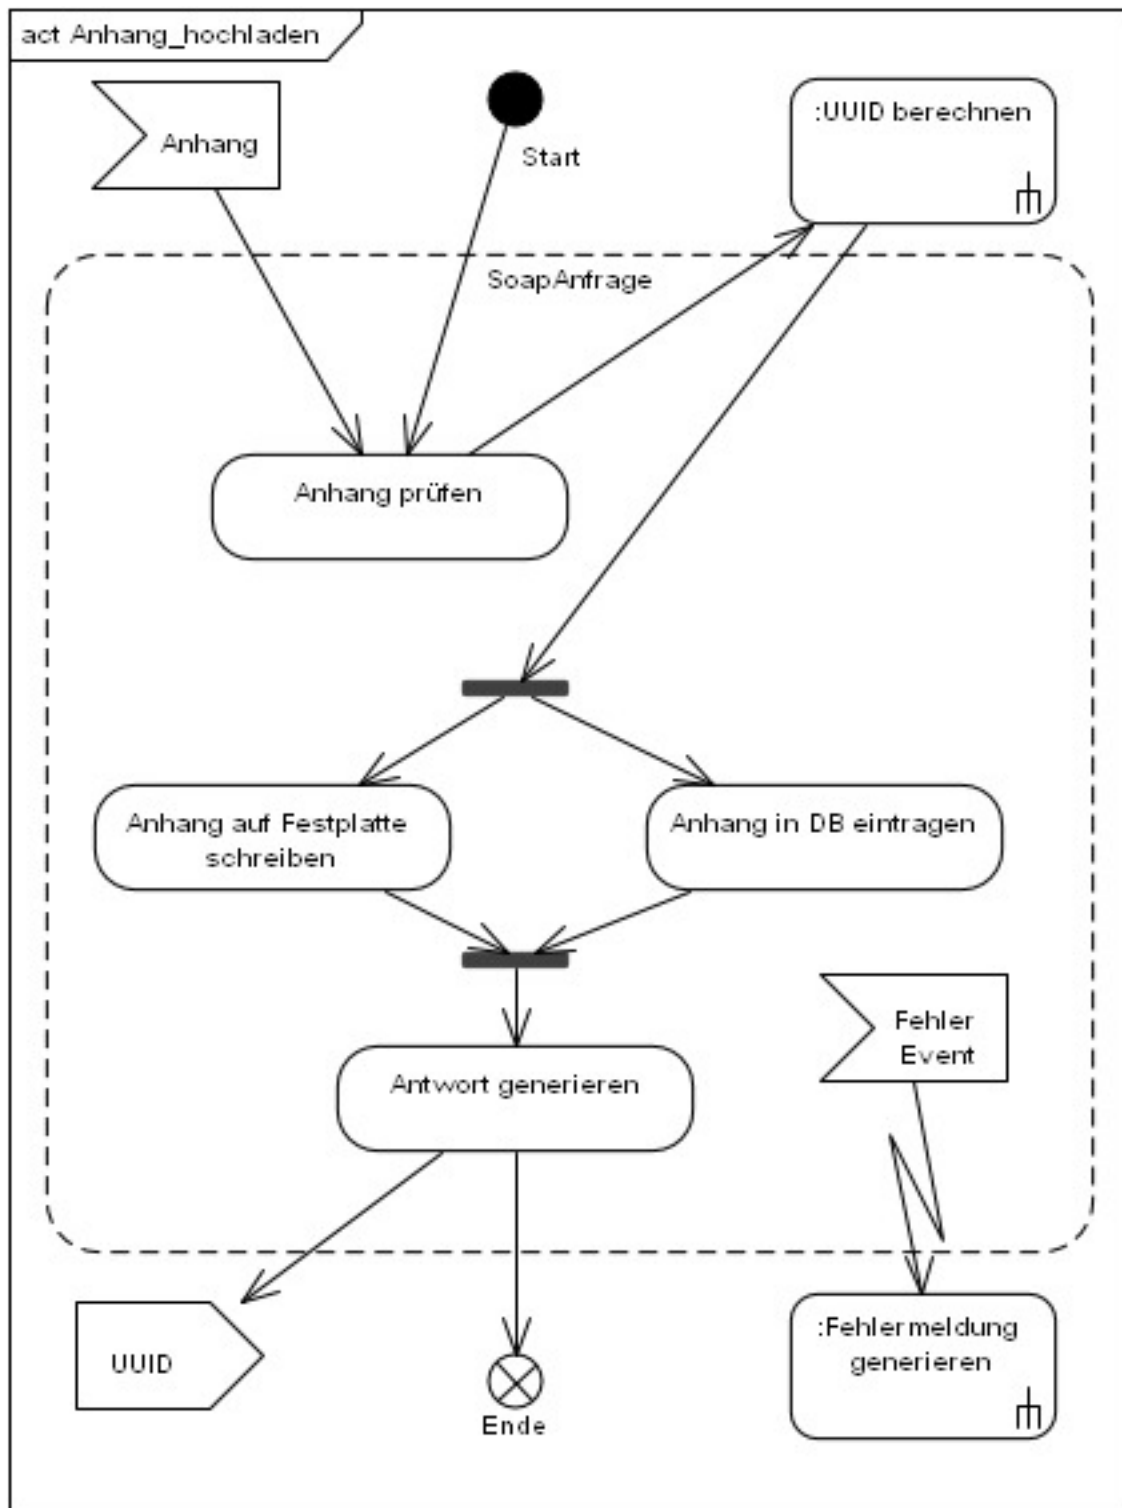 act Anhang_hochladen
Anhang
Start
:UUID berechnen
SoapAnfrage
Anhang prüfen
Anhang auf Festplatte
schreiben
Anhang in DB eintragen
Fehler
Event
Antwort generieren
UUID
Ende
:Fehlermeldung
generieren